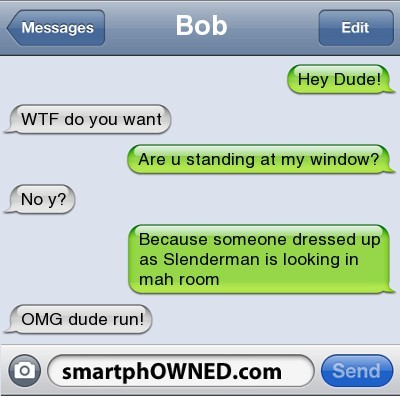 Messages
Bob
Edit
Hey Dude!
WTF do you want
Are u standing at my window?
No y?
Because someone dressed up
as Slenderman is looking in
mah room
OMG dude run!
smartphOWNED.com
Send